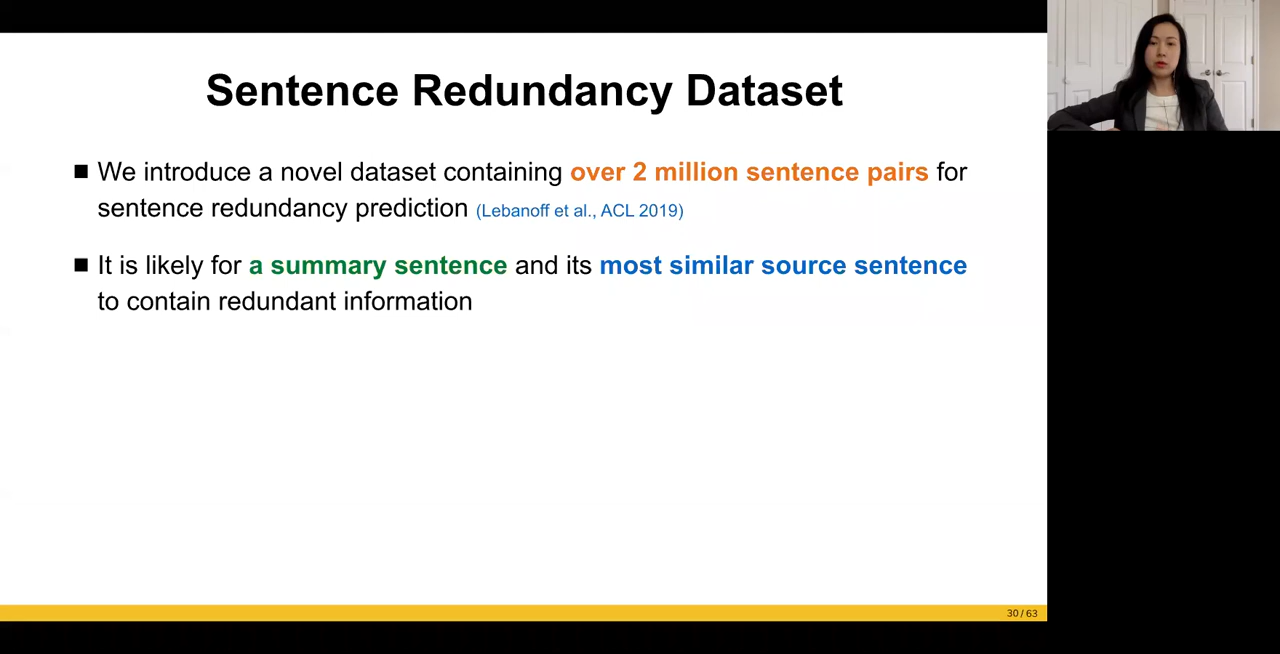 Sentence Redundancy Dataset
■ We introduce a novel dataset containing over 2 million sentence pairs for
sentence redundancy prediction (Lebanoff et al., ACL 2019)
■ It is likely for a summary sentence and its most similar source sentence
to contain redundant information
30 / 63